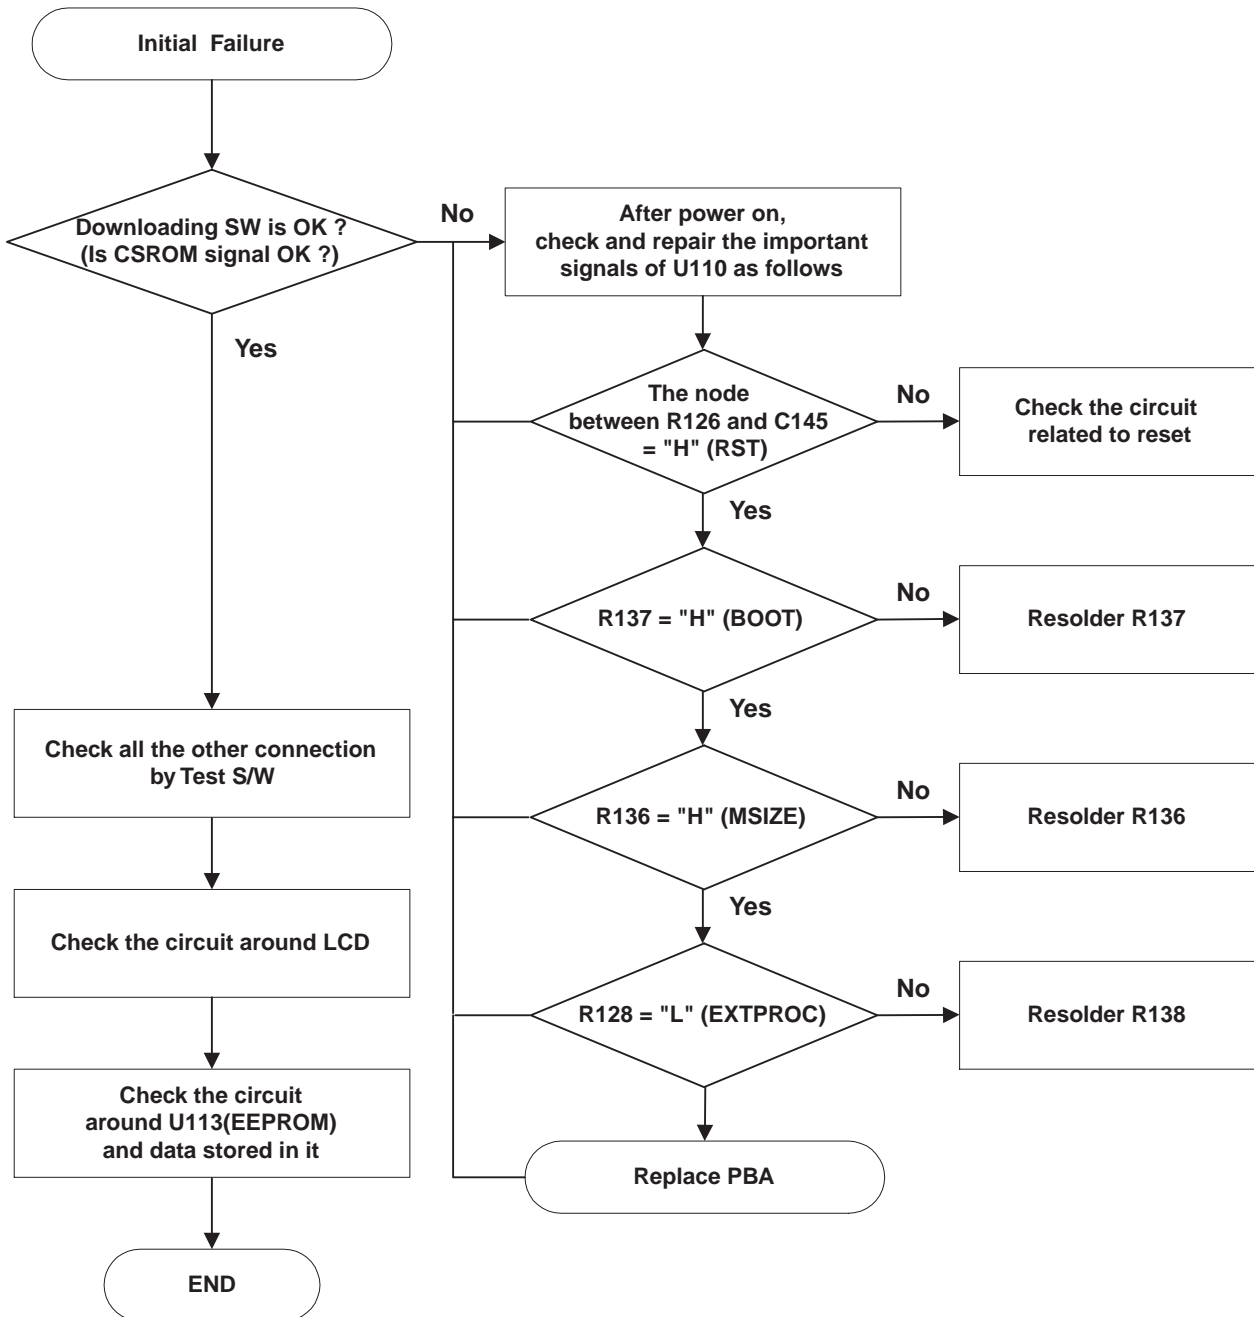 Initial Failure
Downloading SW is OK ?
(Is CSROM signal OK ?)
No
Yes
After power on,
check and repair the important
signals of U110 as follows
The node
between R126 and C145
= "H" (RST)
No
Check the circuit
related to reset
Yes
R137 = "H" (BOOT)
No
Resolder R137
Yes
R136 = "H" (MSIZE)
No
Resolder R136
Yes
R128 = "L" (EXTPROC)
No
Resolder R138
Replace PBA
Check all the other connection
by Test S/W
Check the circuit around LCD
Check the circuit
around U113(EEPROM)
and data stored in it
END